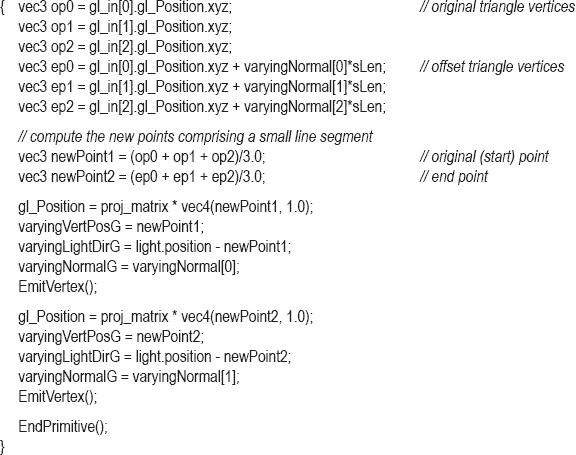 { vec3 op0 = gl_in[0].gl_Position.xyz; // original triangle vertices
vec3 op1 = gl_in[1].gl_Position.xyz;
vec3 op2 = gl_in[2].gl_Position.xyz;
vec3 ep0 = gl_in[0].gl_Position.xyz + varyingNormal[0]*sLen; // offset triangle vertices
vec3 ep1 = gl_in[1].gl_Position.xyz + varyingNormal[1]*sLen;
vec3 ep2 = gl_in[2].gl_Position.xyz + varyingNormal[2]*sLen;
// compute the new points comprising a small line segment
vec3 newPoint1 = (op0 + op1 + op2)/3.0; // original (start) point
vec3 newPoint2 = (ep0 + ep1 + ep2)/3.0; // end point
gl_Position = proj_matrix * vec4(newPoint1, 1.0);
varyingVertPosG = newPoint1;
varyingLightDirG = light.position - newPoint1;
varyingNormalG = varyingNormal[0];
EmitVertex();
gl_Position = proj_matrix * vec4(newPoint2, 1.0);
varyingVertPosG = newPoint2;
varyingLightDirG = light.position - newPoint2;
varyingNormalG = varyingNormal[1];
EmitVertex();
EndPrimitive();
}